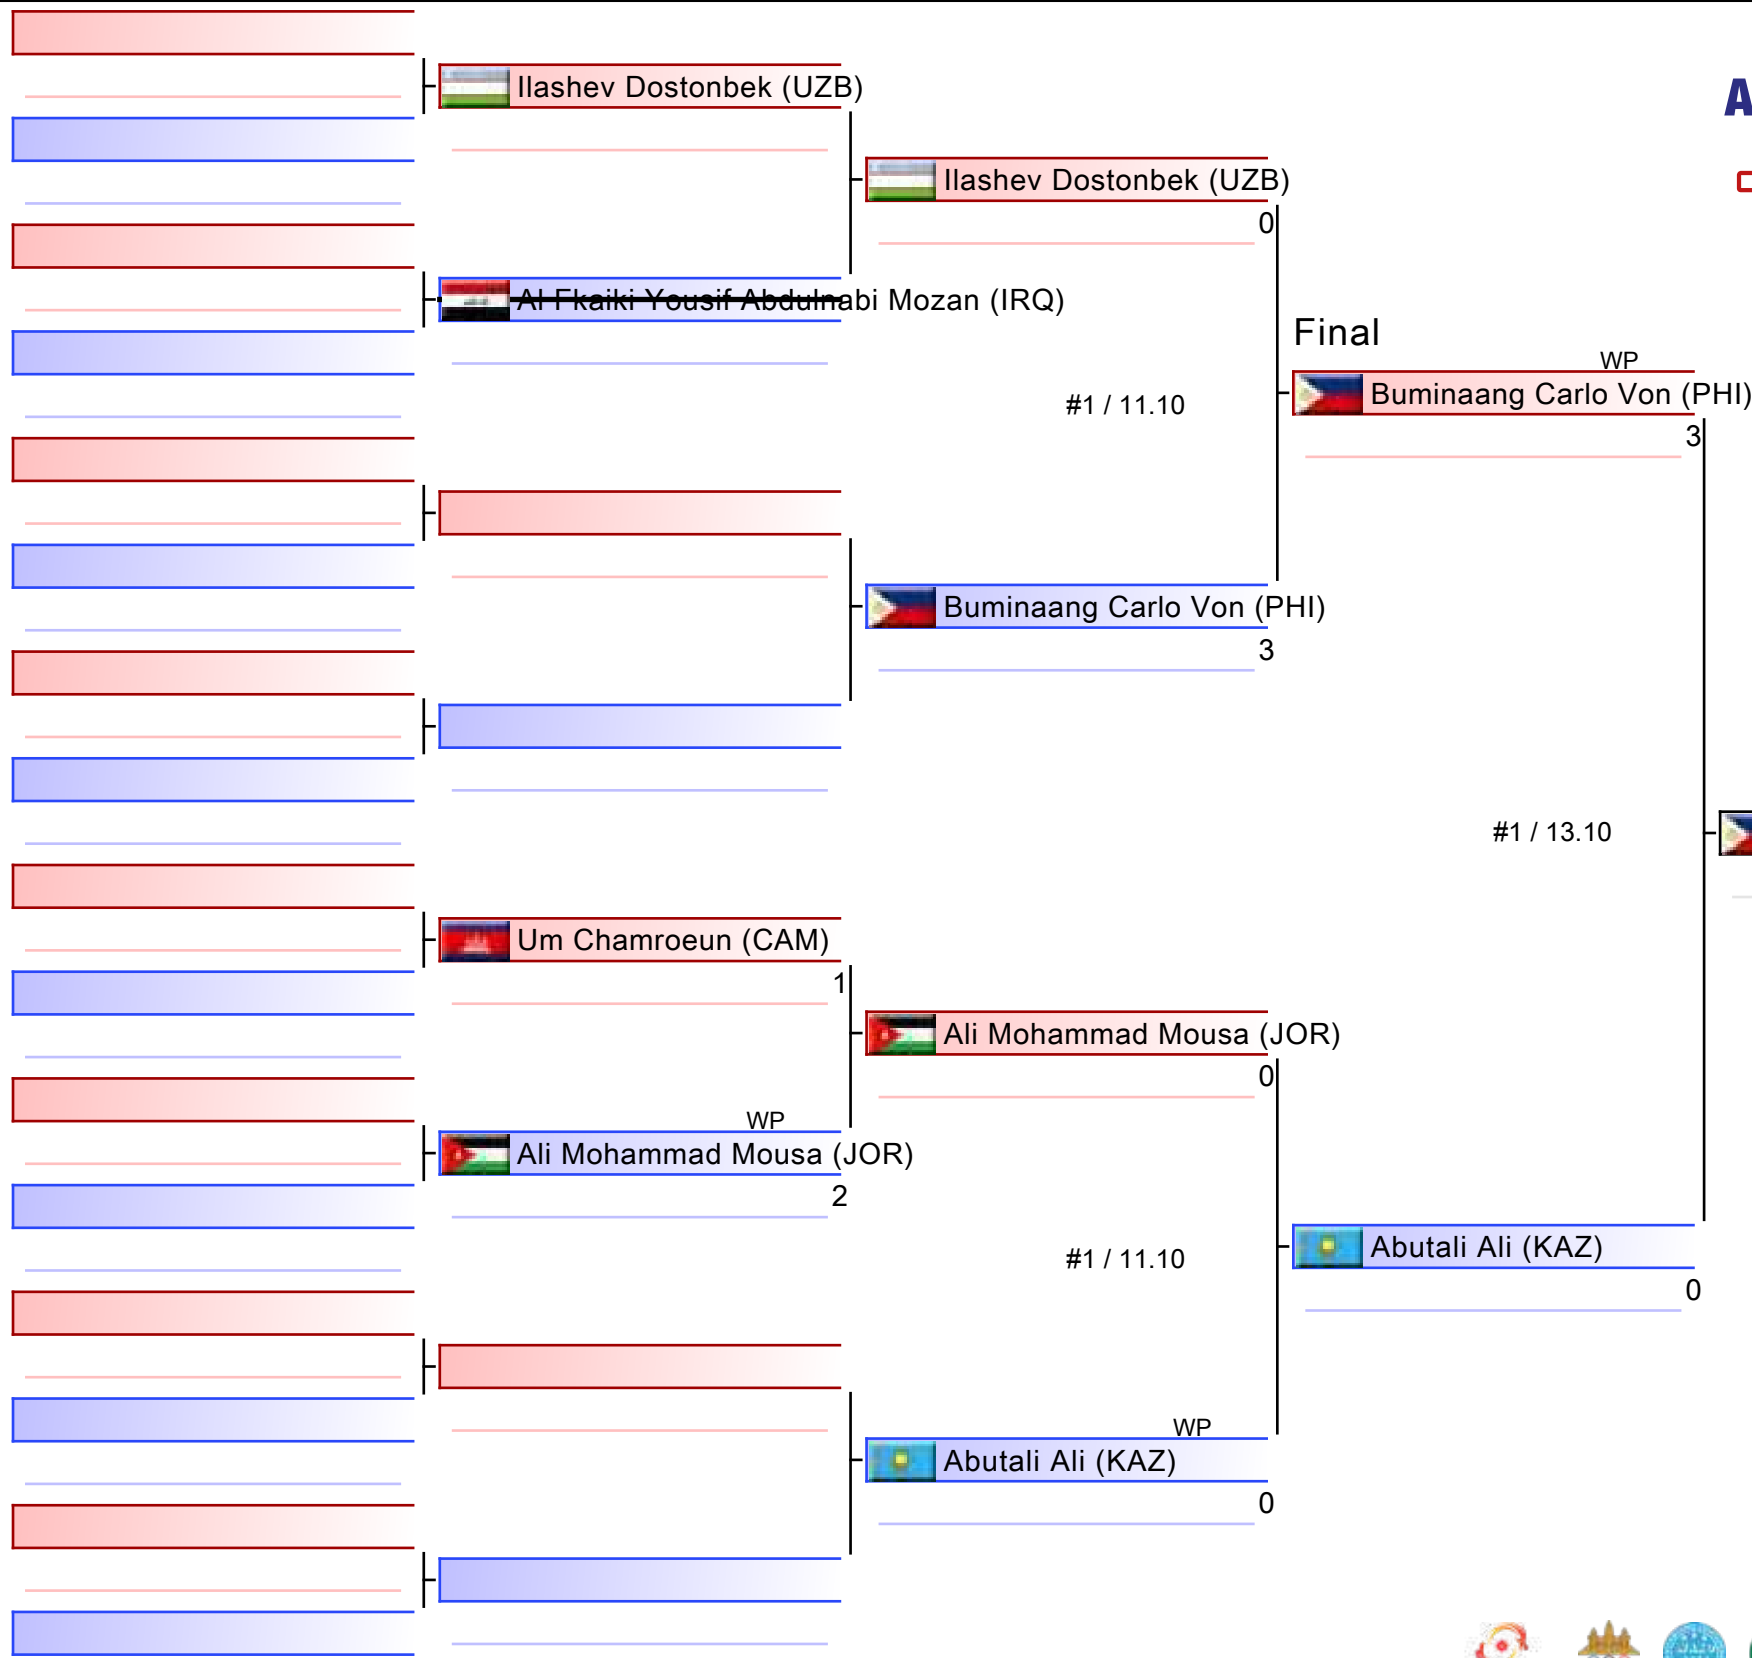 Ilashev Dostonbek (UZB)
A
Ilashev Dostonbek (UZB)
0
Al Fkaiki Yousif Abdulnabi Mozan (IRQ)
Final
WP
Buminaang Carlo Von (PHI)
#1 / 11.10
3
Buminaang Carlo Von (PHI)
3
#1 / 13.10
Um Chamroeun (CAM)
1
Ali Mohammad Mousa (JOR)
0
WP
Ali Mohammad Mousa (JOR)
2
#1 / 11.10
Abutali Ali (KAZ)
0
WP
Abutali Ali (KAZ)
0